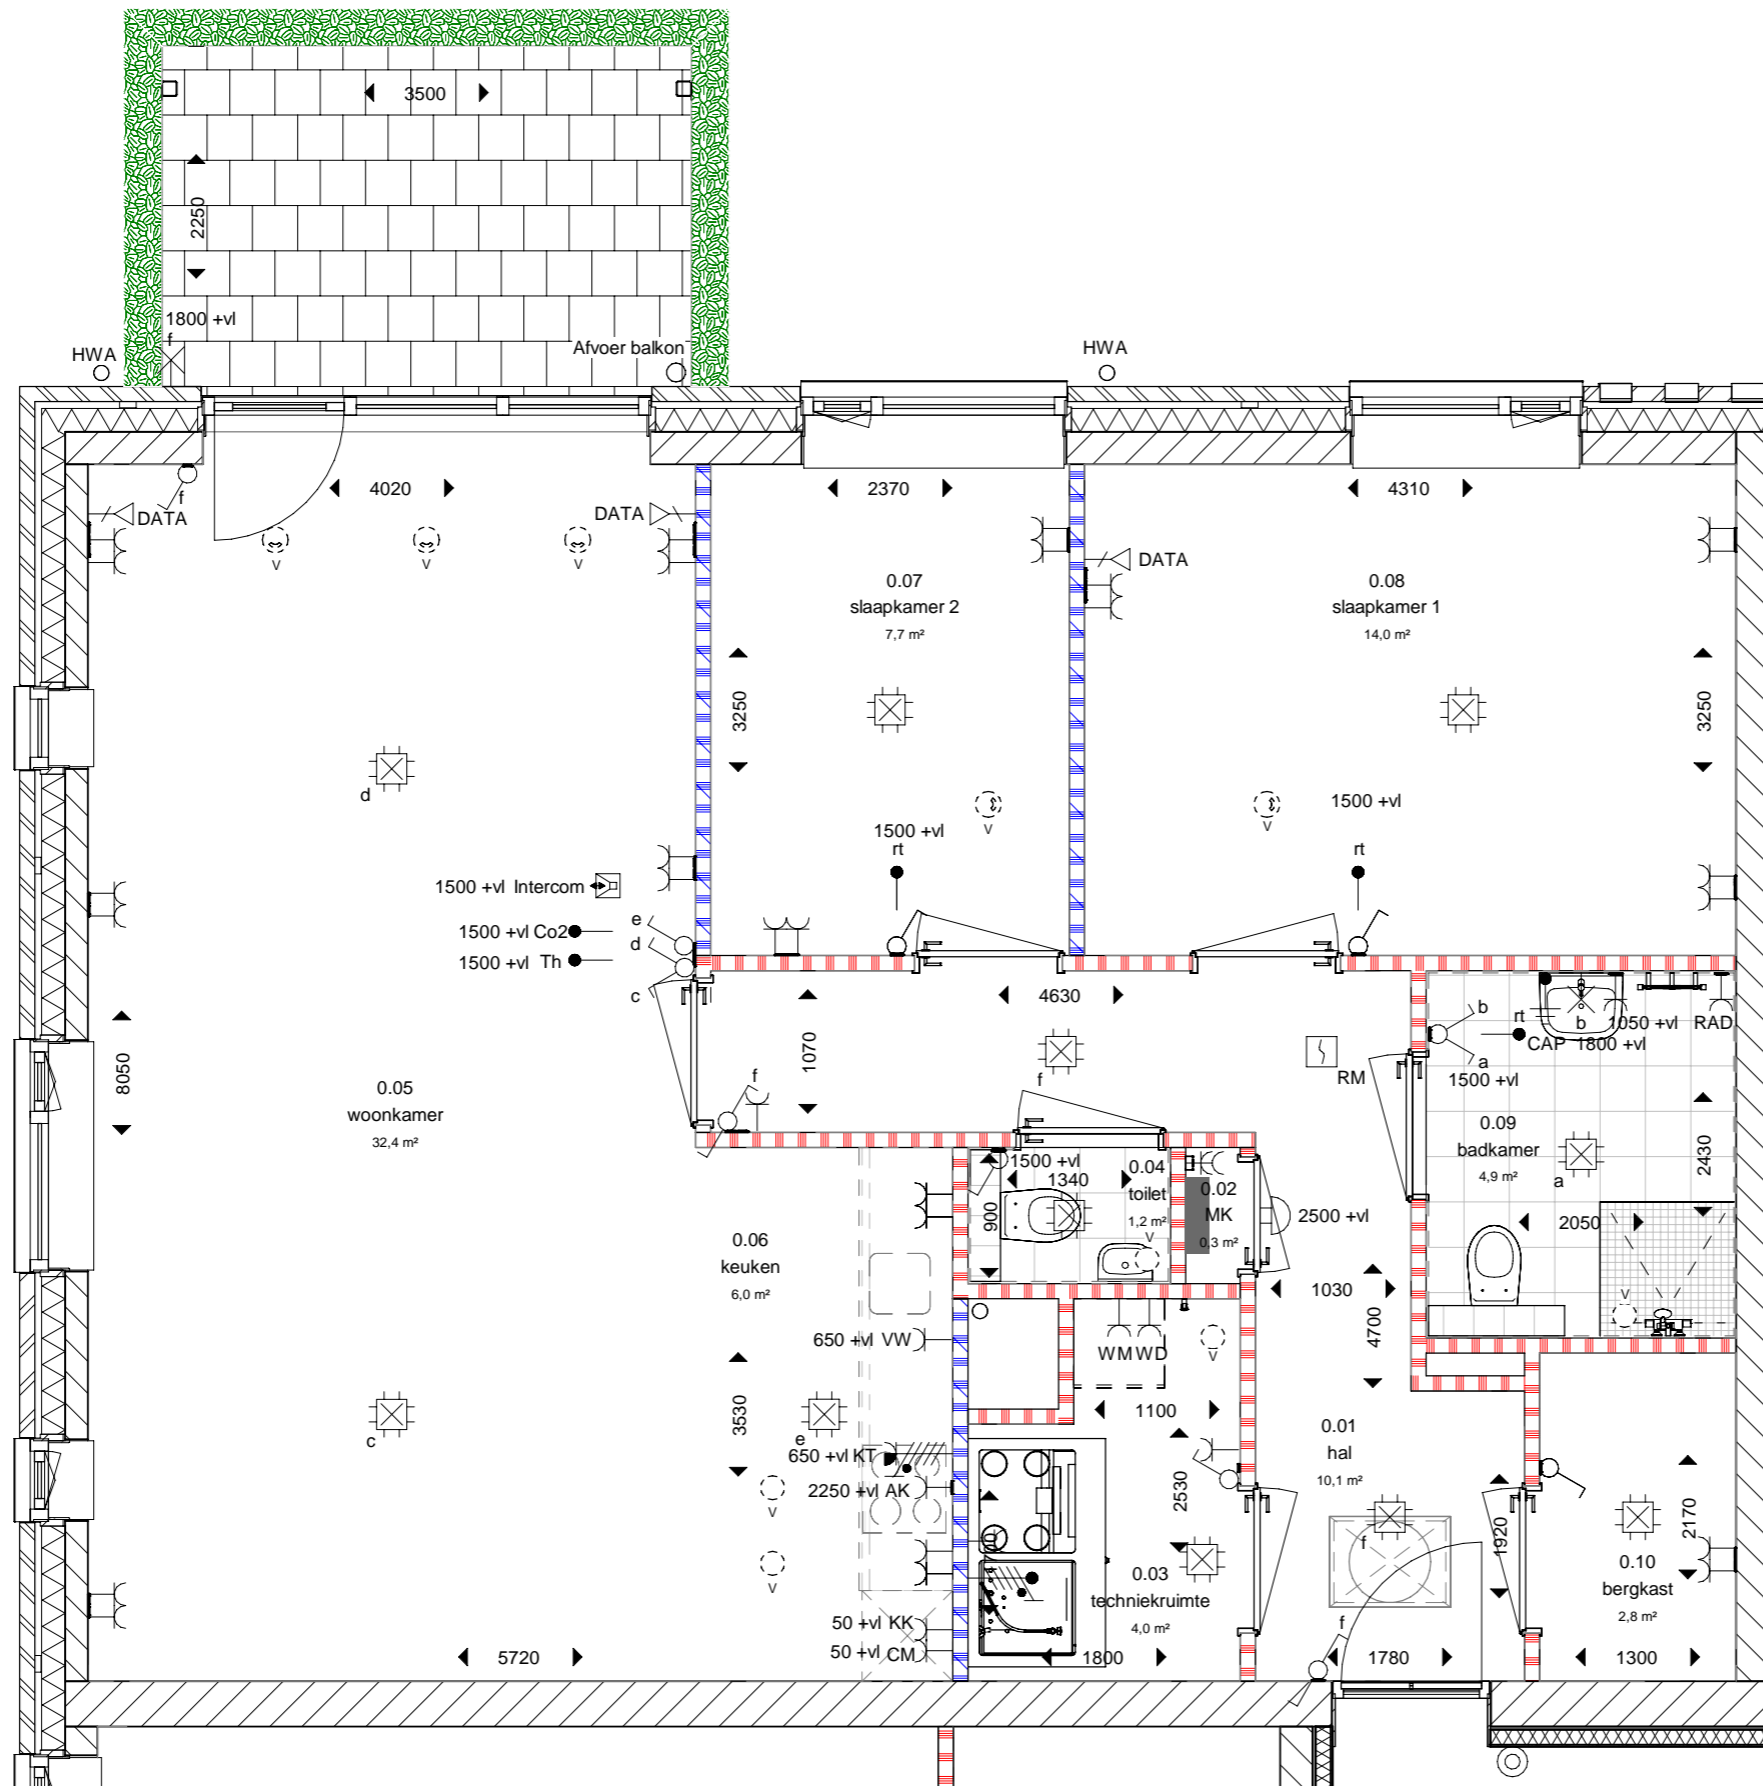 3500
2250
1800 +vl
f
HWA
Afvoer balkon
HWA
f
4020
2370
4310
DATA
DATA
DATA
V
V
V
0.07
slaapkamer 2
7,7 m²
0.08
slaapkamer 1
14,0 m²
3250
3250
d
1500 +vl
rt
V
V
1500 +vl
rt
1500 +vl Intercom
e
1500 +vl Co2
d
1500 +vl Th
c
4630
1070
8050
0.05
woonkamer
32,4 m²
f
f
RM
b
rt
b
1050 +vl
RAD
CAP
1800 +vl
a
1500 +vl
0.09
badkamer
4,9 m²
a
2430
2050
V
1500 +vl
1340
900
0.04
toilet
1,2 m²
V
0.02
MK
0,3 m²
2500 +vl
1030
4700
0.06
keuken
6,0 m²
650 +vl VW
WM
WD
V
3530
1100
c
e
650 +vl KT
2250 +vl AK
V
V
2530
0.01
hal
10,1 m²
f
1920
2170
0.10
bergkast
2,8 m²
0.03
techniekruimte
4,0 m²
50 +vl KK
50 +vl CM
f
5720
1800
1780
1300